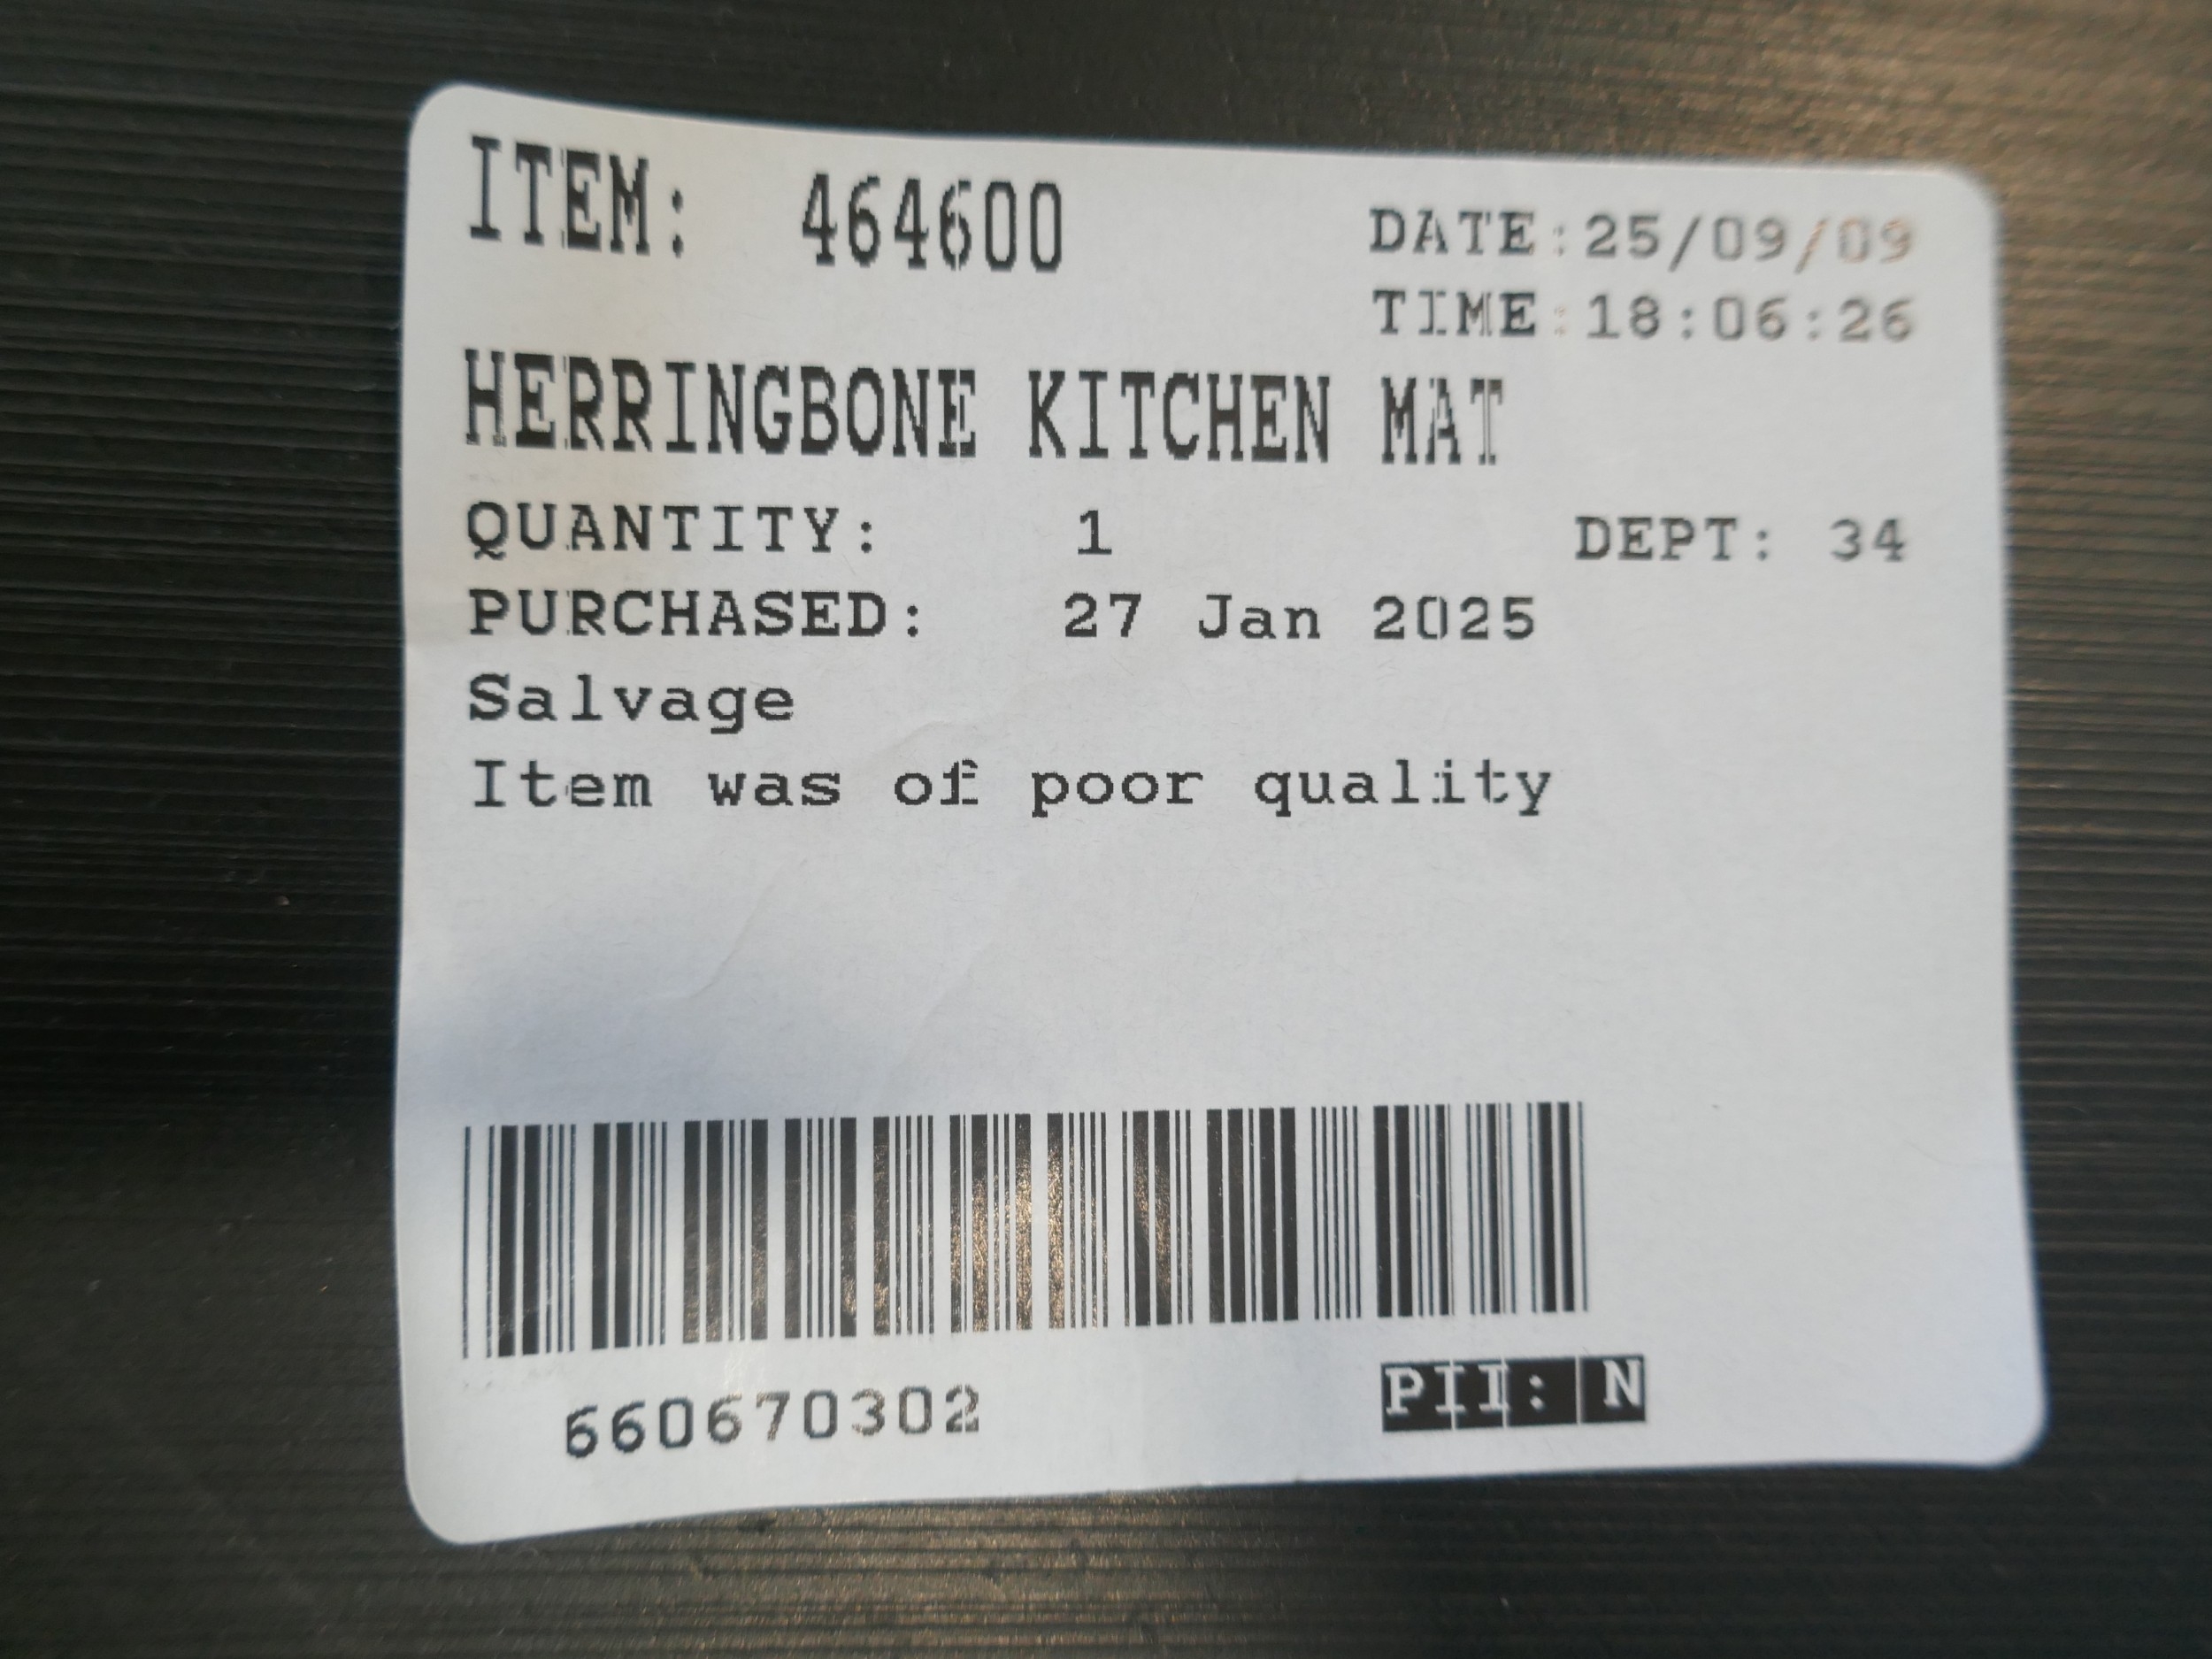 ITEM: 464600
DATE:25/09/09
TIME:18:06:26
HERRINGBONE KITCHEN MAT
QUANTITY: 1 DEPT: 34
PURCHASED: 27 Jan 2025
Salvage
Item was of poor quality
660670302 PII: N